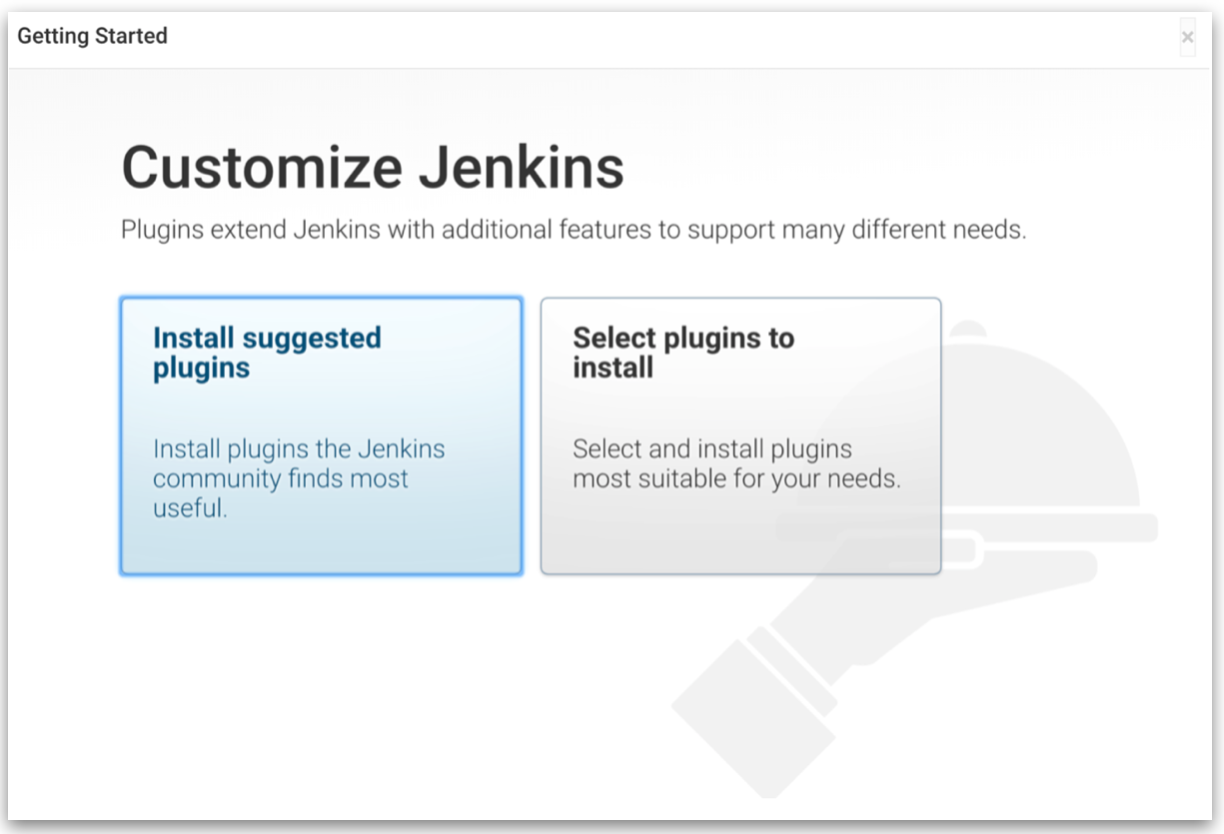 Getting Started
×
Customize Jenkins
Plugins extend Jenkins with additional features to support many different needs.
Install suggested
plugins
Install plugins the Jenkins
community finds most
useful.
Select plugins to
install
Select and install plugins
most suitable for your needs.